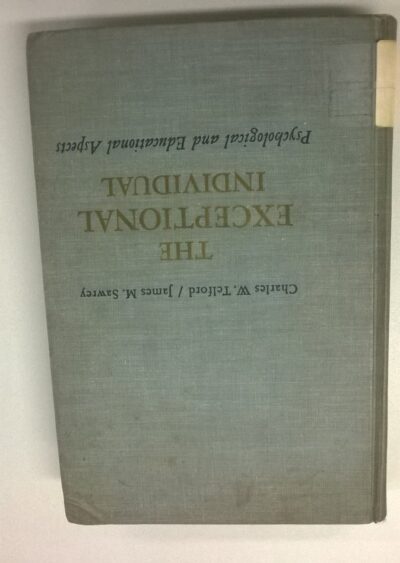 Charles W. Telford / James M. Sawrey
THE
EXCEPTIONAL
INDIVIDUAL
Psychological and Educational Aspects